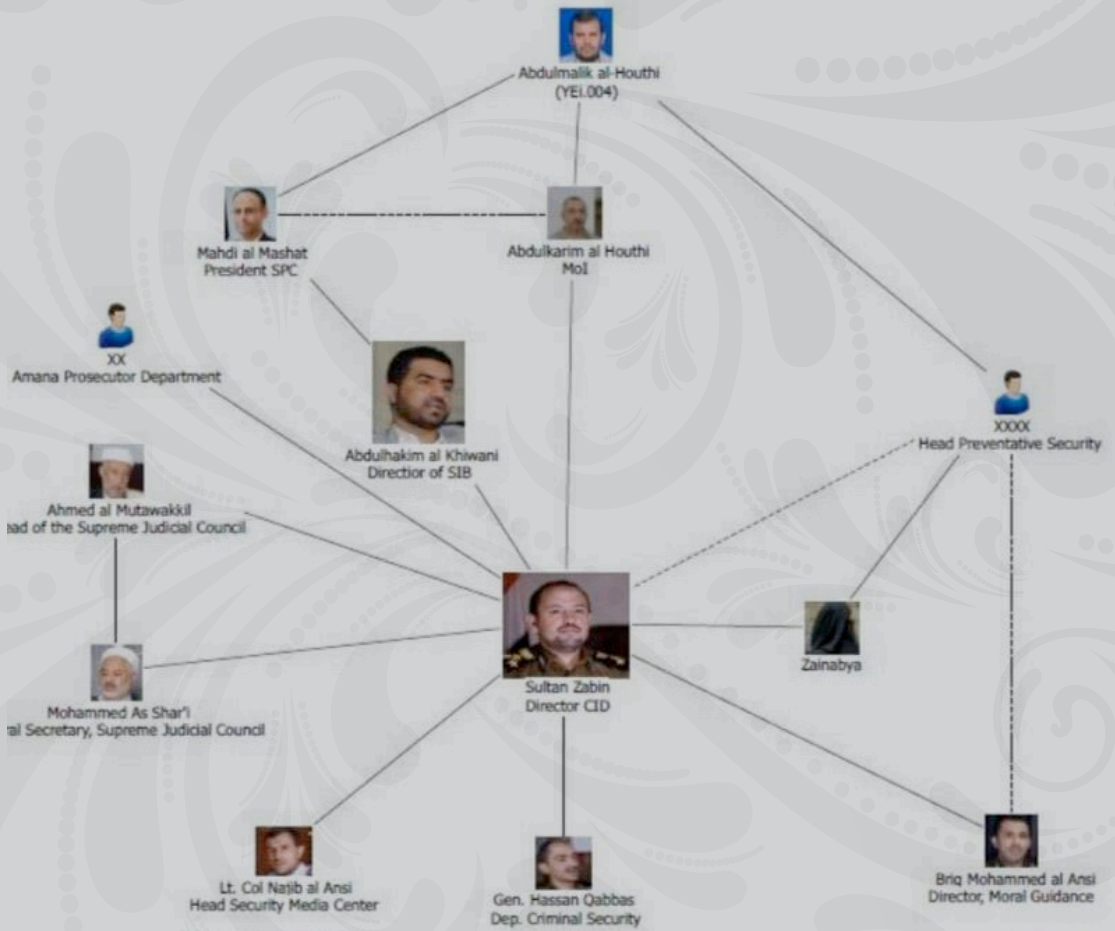 Abdulmalik al-Houthi
(YEi.004)
Mahdi al Mashat
President SPC
Abdulkarim al Houthi
MoI
XX
Amana Prosecutor Department
Abdulhakim al Khiwani
Directior of SIB
XXXX
Head Preventative Security
Ahmed al Mutawakkil
ead of the Supreme Judicial Council
Sultan Zabin
Director CID
Zainabya
Mohammed As Shar'i
ral Secretary, Supreme Judicial Council
Lt. Col Najib al Ansi
Head Security Media Center
Gen. Hassan Qabbas
Dep. Criminal Security
Brig Mohammed al Ansi
Director, Moral Guidance